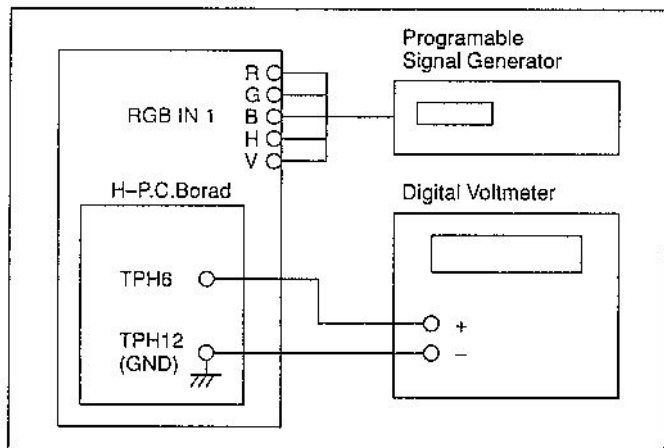 Programable
Signal Generator
R
G
RGB IN 1
B
H
V
H-P.C.Borad
Digital Voltmeter
TPH6
+
TPH12
(GND)
-